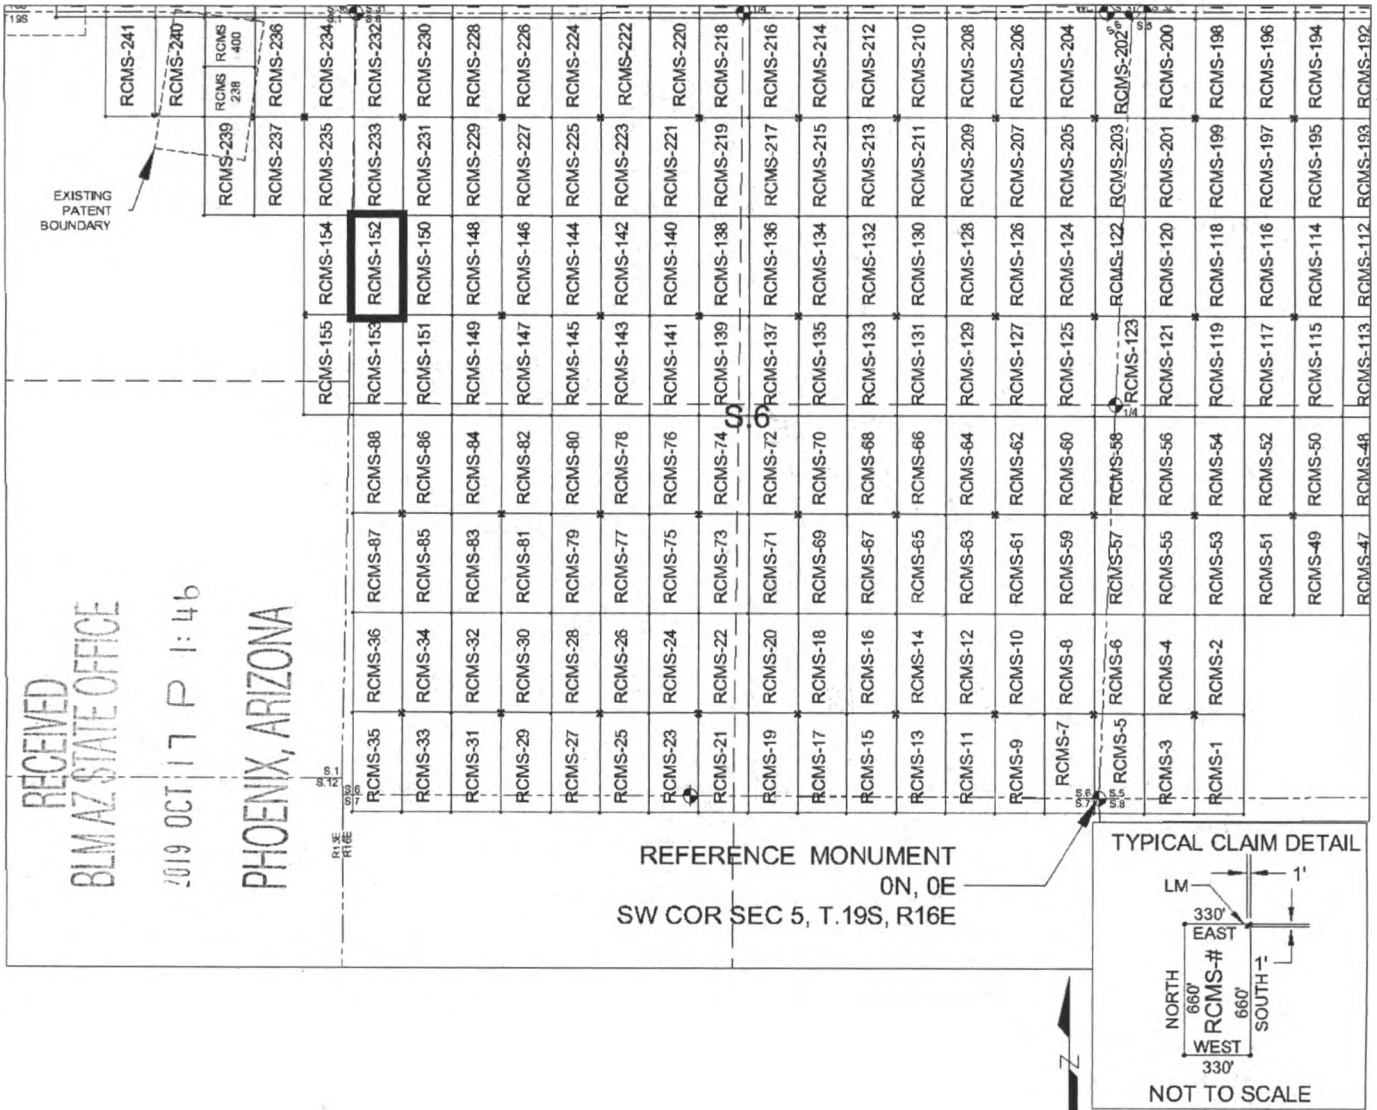 19S
S.1
S.6
1/4
S.6
S.5
RCMS-241
RCMS-240
RCMS 400
RCMS 238
RCMS-236
RCMS-234
RCMS-232
RCMS-230
RCMS-228
RCMS-226
RCMS-224
RCMS-222
RCMS-220
RCMS-218
RCMS-216
RCMS-214
RCMS-212
RCMS-210
RCMS-208
RCMS-206
RCMS-204
RCMS-202
RCMS-200
RCMS-198
RCMS-196
RCMS-194
RCMS-192
RCMS-239
RCMS-237
RCMS-235
RCMS-233
RCMS-231
RCMS-229
RCMS-227
RCMS-225
RCMS-223
RCMS-221
RCMS-219
RCMS-217
RCMS-215
RCMS-213
RCMS-211
RCMS-209
RCMS-207
RCMS-205
RCMS-203
RCMS-201
RCMS-199
RCMS-197
RCMS-195
RCMS-193
EXISTING
PATENT
BOUNDARY
RCMS-154
RCMS-152
RCMS-150
RCMS-148
RCMS-146
RCMS-144
RCMS-142
RCMS-140
RCMS-138
RCMS-136
RCMS-134
RCMS-132
RCMS-130
RCMS-128
RCMS-126
RCMS-124
RCMS-122
RCMS-120
RCMS-118
RCMS-116
RCMS-114
RCMS-112
RCMS-155
RCMS-153
RCMS-151
RCMS-149
RCMS-147
RCMS-145
RCMS-143
RCMS-141
RCMS-139
RCMS-137
RCMS-135
RCMS-133
RCMS-131
RCMS-129
RCMS-127
RCMS-125
RCMS-123
RCMS-121
RCMS-119
RCMS-117
RCMS-115
RCMS-113
S.6
1/4
RCMS-88
RCMS-86
RCMS-84
RCMS-82
RCMS-80
RCMS-78
RCMS-76
RCMS-74
RCMS-72
RCMS-70
RCMS-68
RCMS-66
RCMS-64
RCMS-62
RCMS-60
RCMS-58
RCMS-56
RCMS-54
RCMS-52
RCMS-50
RCMS-48
RCMS-87
RCMS-85
RCMS-83
RCMS-81
RCMS-79
RCMS-77
RCMS-75
RCMS-73
RCMS-71
RCMS-69
RCMS-67
RCMS-65
RCMS-63
RCMS-61
RCMS-59
RCMS-57
RCMS-55
RCMS-53
RCMS-51
RCMS-49
RCMS-47
RCMS-36
RCMS-34
RCMS-32
RCMS-30
RCMS-28
RCMS-26
RCMS-24
RCMS-22
RCMS-20
RCMS-18
RCMS-16
RCMS-14
RCMS-12
RCMS-10
RCMS-8
RCMS-6
RCMS-4
RCMS-2
RCMS-35
RCMS-33
RCMS-31
RCMS-29
RCMS-27
RCMS-25
RCMS-23
RCMS-21
RCMS-19
RCMS-17
RCMS-15
RCMS-13
RCMS-11
RCMS-9
RCMS-7
RCMS-5
RCMS-3
RCMS-1
RECEIVED
BLM AZ STATE OFFICE
2019 OCT 17 P 1:46
PHOENIX, ARIZONA
S.1
S.12
S.6
S.7
S.6
S.5
S.7
S.8
R16E
REFERENCE MONUMENT
0N, 0E
SW COR SEC 5, T.19S, R16E
TYPICAL CLAIM DETAIL
1'
LM
330'
EAST
NORTH
660'
RCMS-#
660'
SOUTH
1'
WEST
330'
NOT TO SCALE
Z